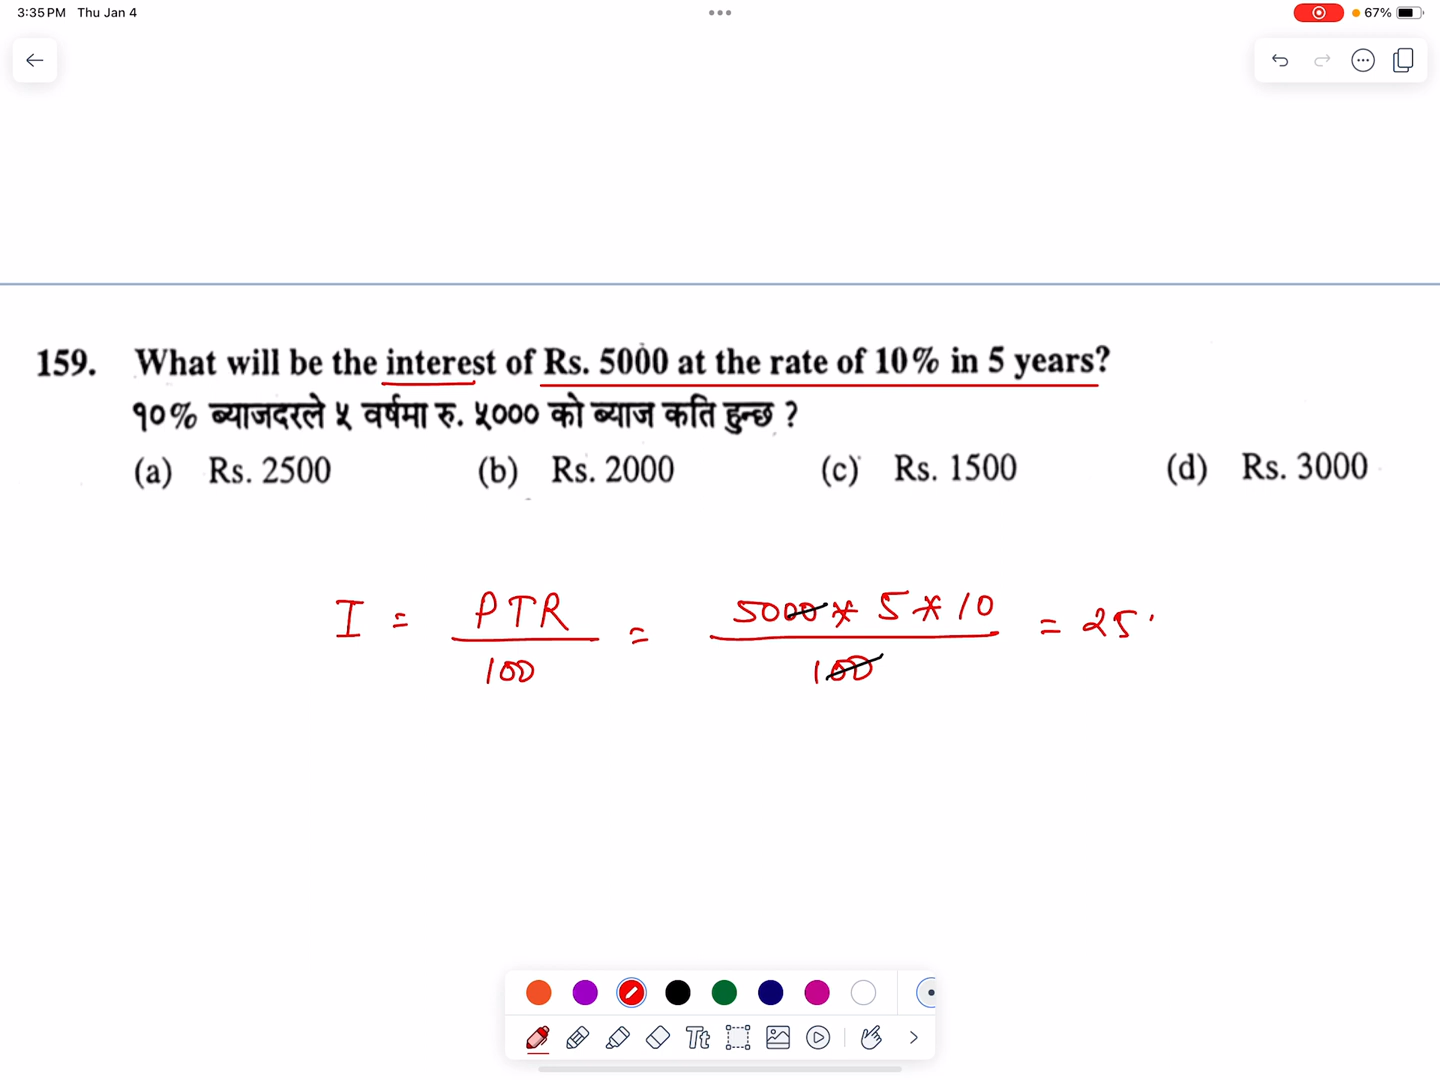 3:35 PM Thu Jan 4
67%
159. What will be the interest of Rs. 5000 at the rate of 10% in 5 years?
१०% ब्याजदरले ५ वर्षमा रु. ५००० को ब्याज कति हुन्छ ?
(a) Rs. 2500 (b) Rs. 2000 (c) Rs. 1500 (d) Rs. 3000
I = PTR / 100 = 5000 * 5 * 10 / 100 = 25
Tt